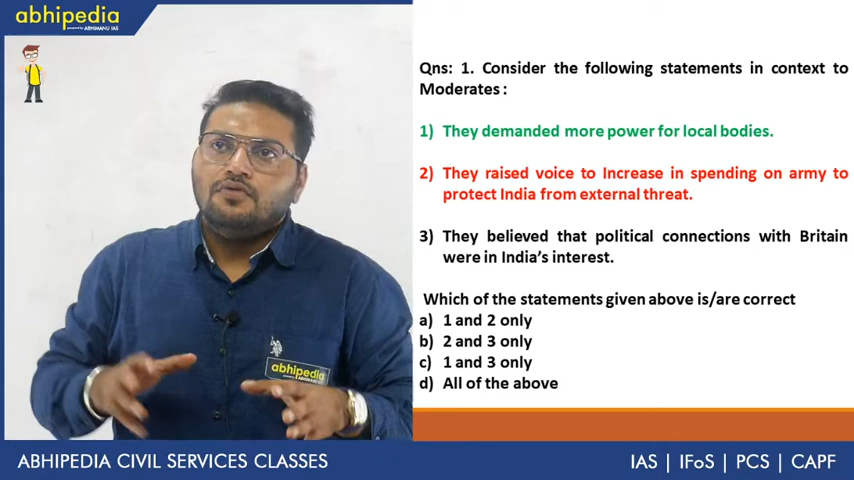 abhipedia
powered by ABHIMANU IAS
Qns: 1. Consider the following statements in context to
Moderates :
1) They demanded more power for local bodies.
2) They raised voice to Increase in spending on army to
protect India from external threat.
3) They believed that political connections with Britain
were in India's interest.
Which of the statements given above is/are correct
a) 1 and 2 only
b) 2 and 3 only
c) 1 and 3 only
d) All of the above
abhipedia
ABHIPEDIA CIVIL SERVICES CLASSES
IAS | IFoS | PCS | CAPF